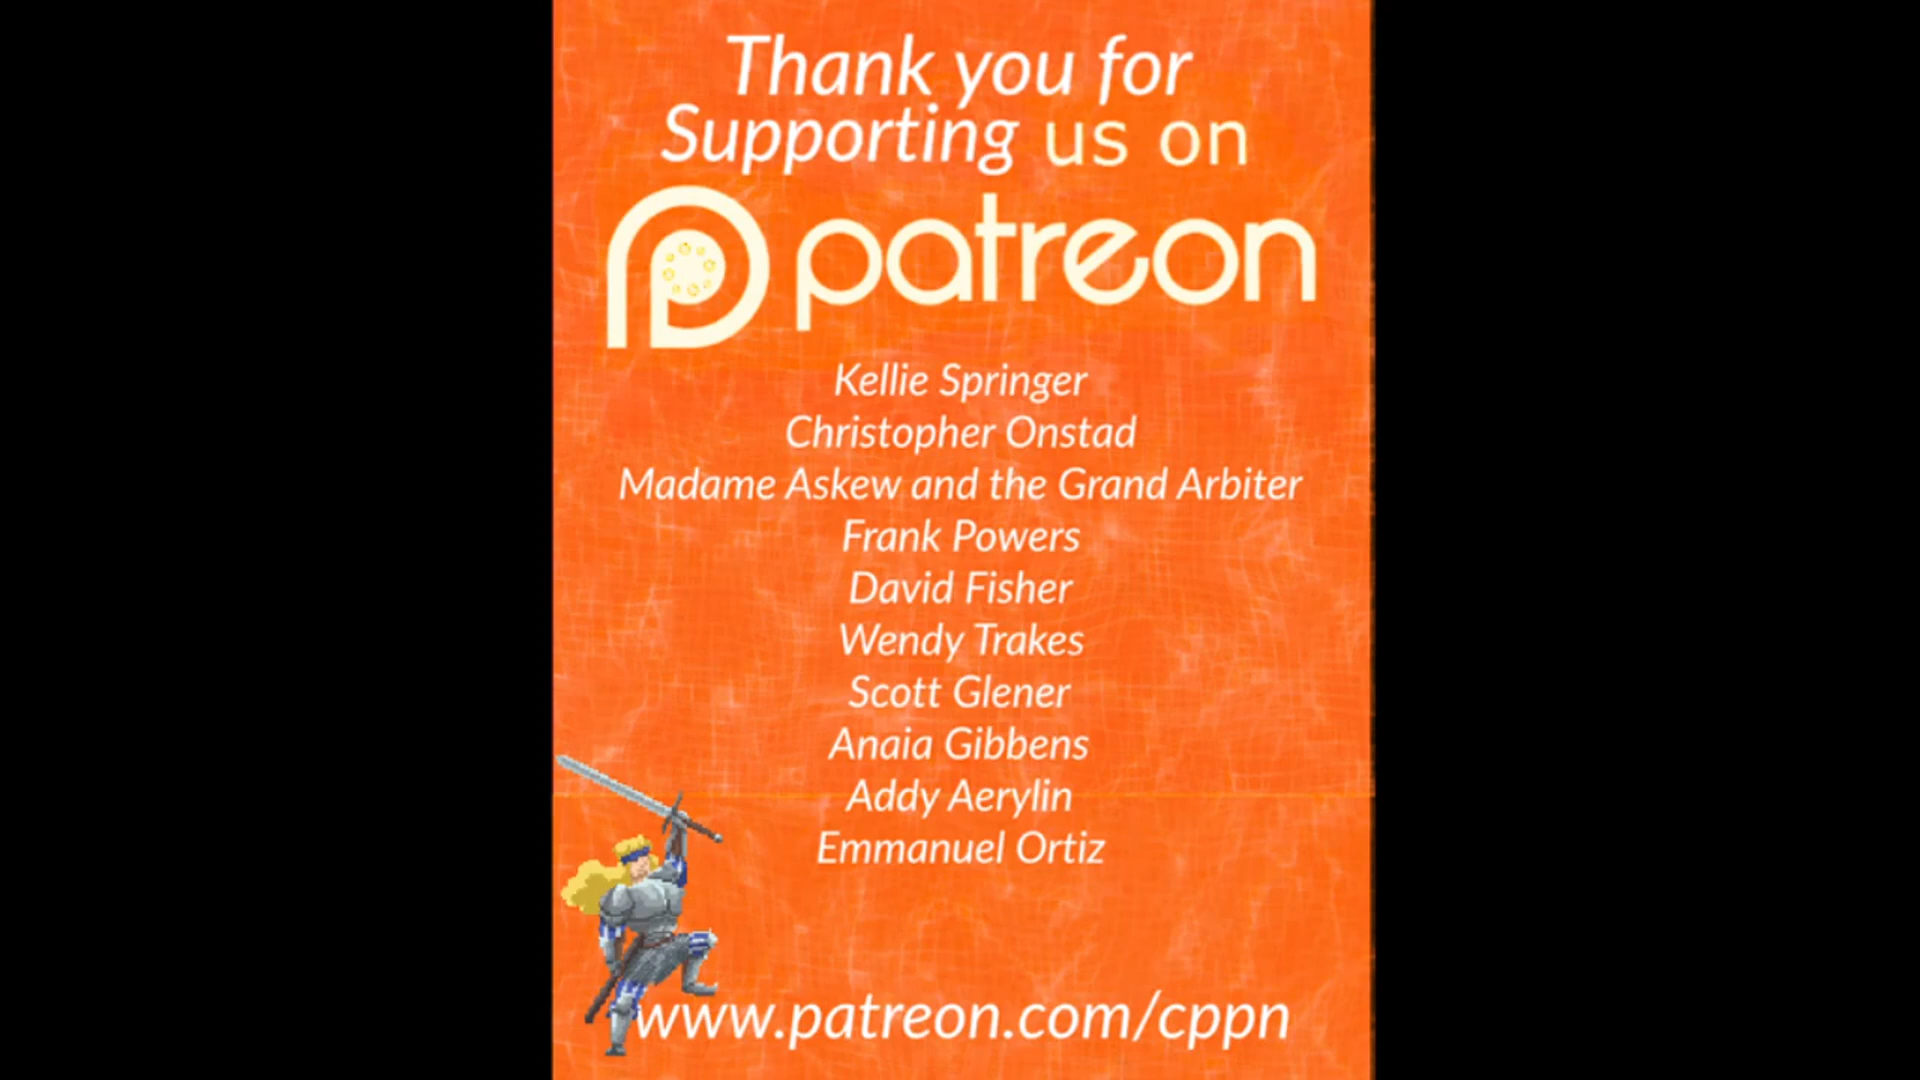 Thank you for
Supporting us on
patreon
Kellie Springer
Christopher Onstad
Madame Askew and the Grand Arbiter
Frank Powers
David Fisher
Wendy Trakes
Scott Glener
Anaia Gibbens
Addy Aerylin
Emmanuel Ortiz
www.patreon.com/cppn